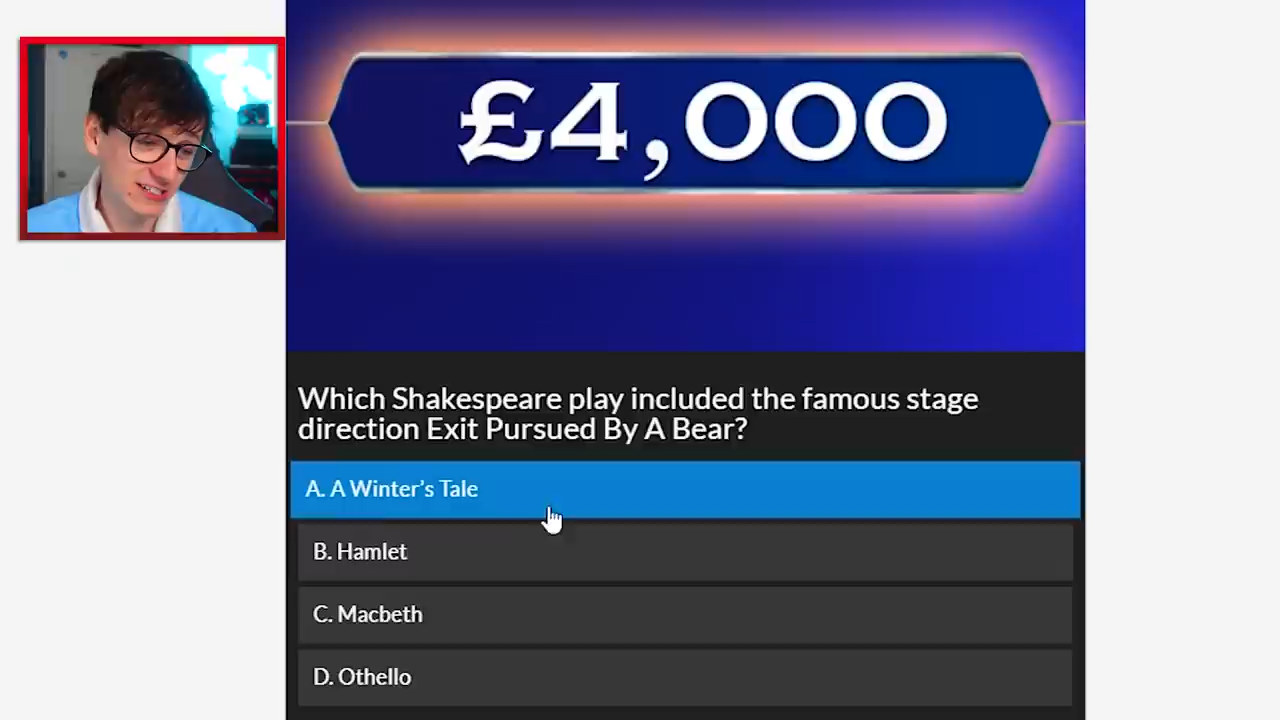 £4,000
Which Shakespeare play included the famous stage
direction Exit Pursued By A Bear?
A. A Winter's Tale
B. Hamlet
C. Macbeth
D. Othello